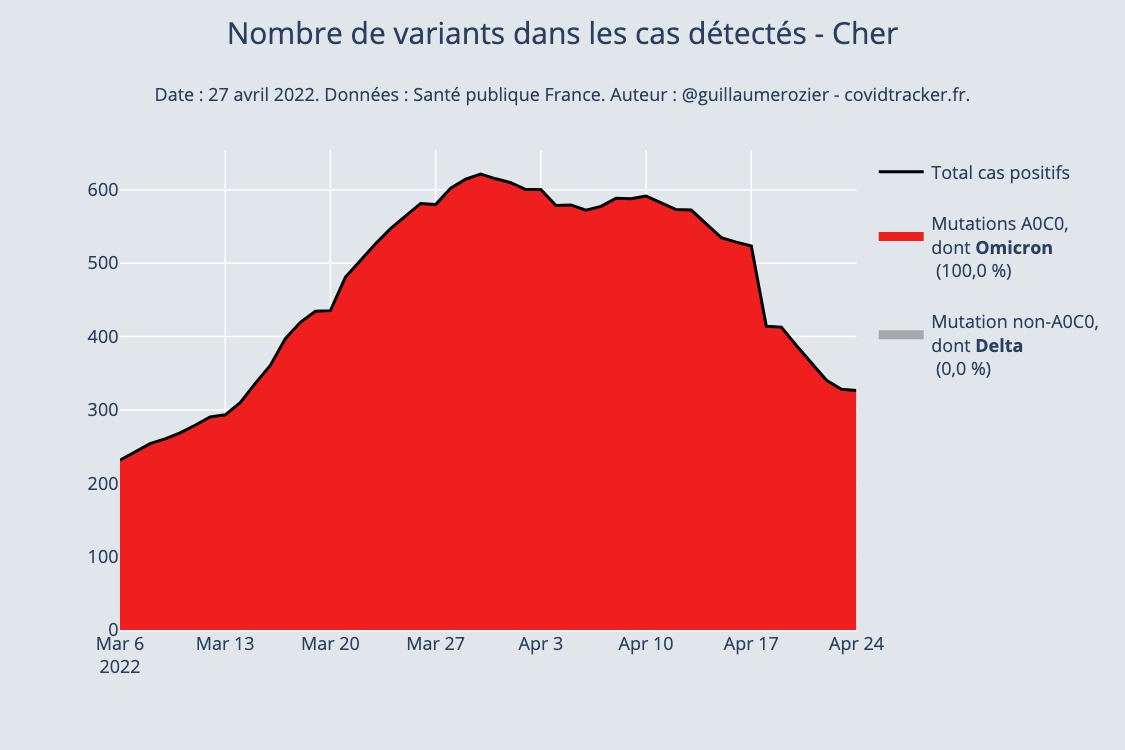 Nombre de variants dans les cas détectés - Cher
Date : 27 avril 2022. Données : Santé publique France. Auteur : @guillaumerozier - covidtracker.fr.
Total cas positifs
Mutations A0C0,
dont Omicron
(100,0 %)
Mutation non-A0C0,
dont Delta
(0,0 %)
600
500
400
300
200
100
0
Mar 6 Mar 13 Mar 20 Mar 27 Apr 3 Apr 10 Apr 17 Apr 24
2022